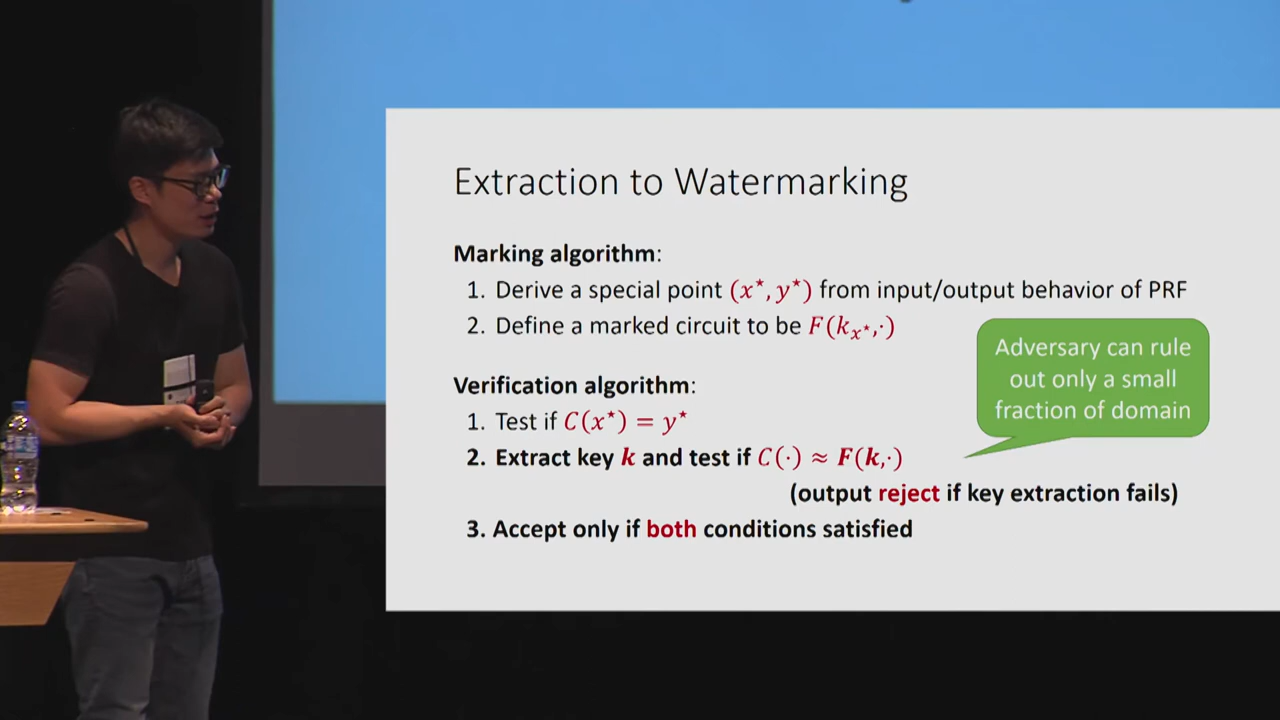 Extraction to Watermarking
Marking algorithm:
1. Derive a special point (x*, y*) from input/output behavior of PRF
2. Define a marked circuit to be F(k_{x*}, ·)
Adversary can rule
out only a small
fraction of domain
Verification algorithm:
1. Test if C(x*) = y*
2. Extract key k and test if C(·) ≈ F(k, ·)
(output reject if key extraction fails)
3. Accept only if both conditions satisfied